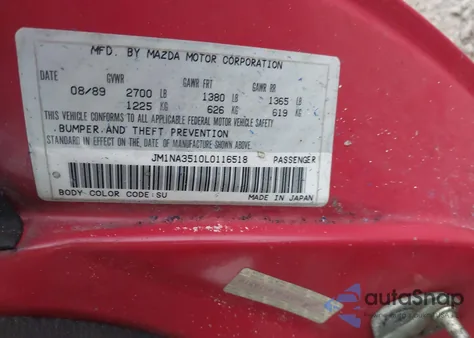 MFD. BY MAZDA MOTOR CORPORATION
DATE GVWR GAWR FRT GAWR RR
08/89 2700 LB 1380 LB 1365 LB
1225 KG 626 KG 619 KG
THIS VEHICLE CONFORMS TO ALL APPLICABLE FEDERAL MOTOR VEHICLE SAFETY
BUMPER AND THEFT PREVENTION
STANDARD IN EFFECT ON THE, DATE OF MANUFACTURE SHOWN ABOVE.
JM1NA3510L0116518 PASSENGER
BODY COLOR CODE: SU MADE IN JAPAN
autoSnap